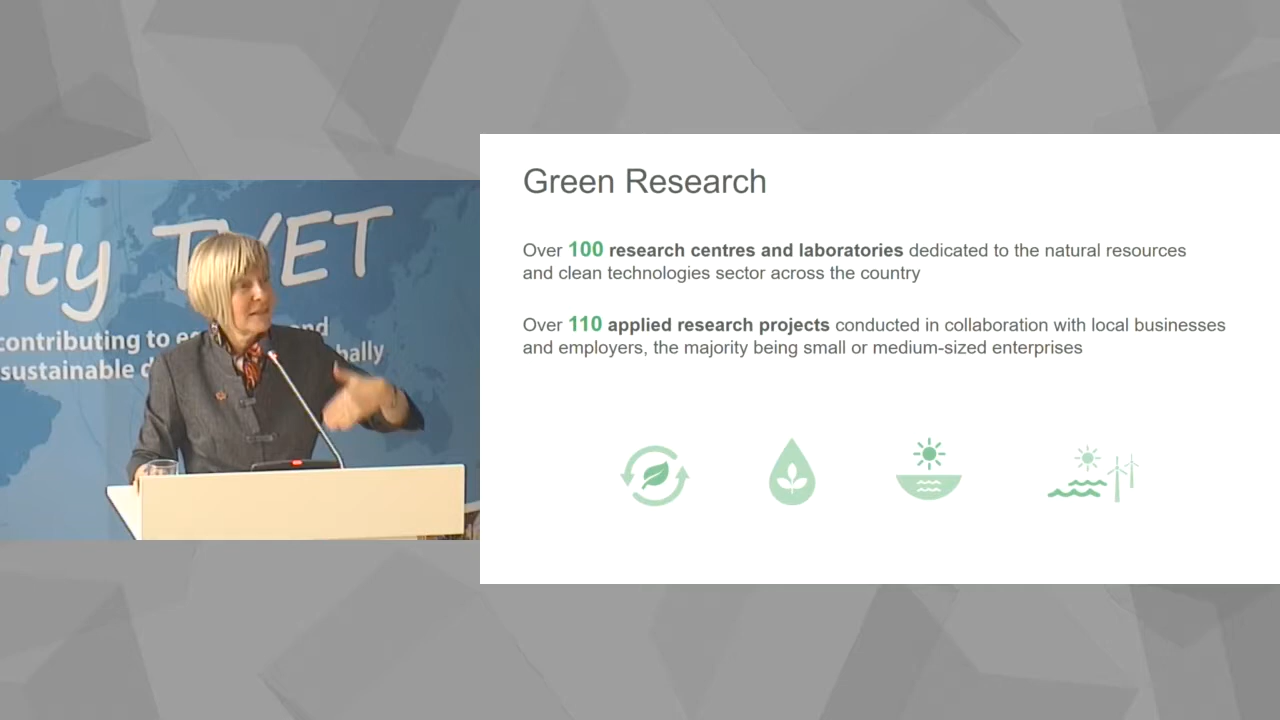 ity TVET
contributing to
sustainable
Green Research
Over 100 research centres and laboratories dedicated to the natural resources
and clean technologies sector across the country
Over 110 applied research projects conducted in collaboration with local businesses
and employers, the majority being small or medium-sized enterprises